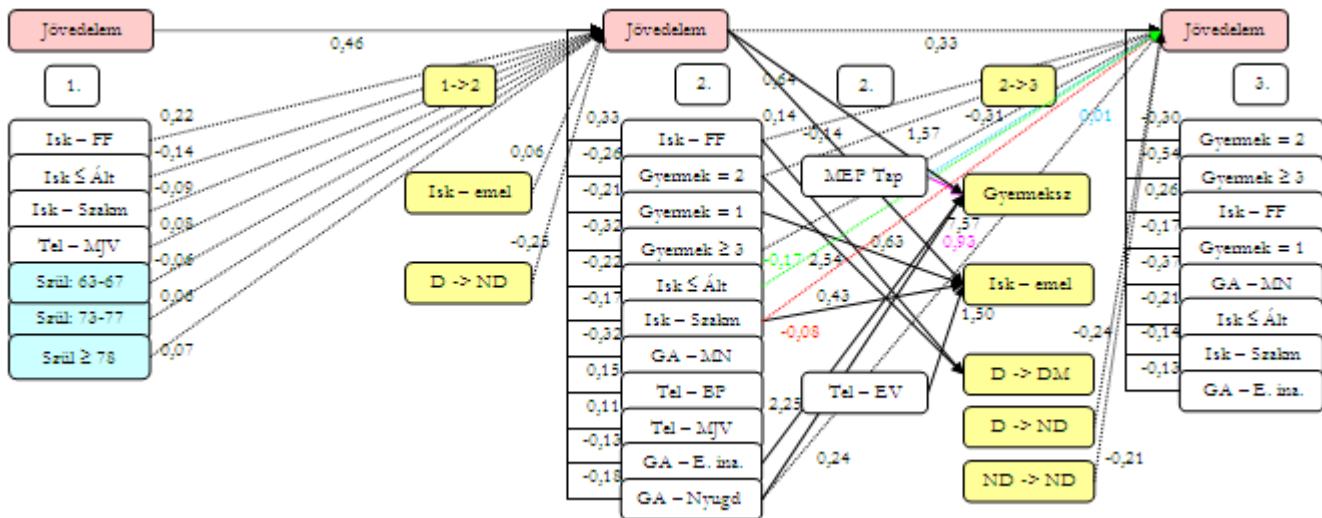 Jövedelem
0,46
Jövedelem
0,33
Jövedelem
1.
1->2
2.
0,64
2.
2->3
3.
0,22
0,33
0,14
-0,14
1,57
-0,31
0,01
-0,30
Isk – FF
Isk – FF
Gyermek = 2
-0,14
0,06
-0,26
-0,54
Isk ≤ Ált
Gyermek = 2
MEP Tap
Gyermeksz
Gyermek ≥ 3
-0,09
Isk – emel
-0,21
0,26
Isk – Szakm
Gyermek = 1
7,57
Isk – FF
0,08
-0,32
-0,17
Tel – MJV
-0,25
Gyermek ≥ 3
0,63
0,93
Gyermek = 1
-0,06
-0,22
-0,17
2,54
-0,37
Szül: 63-67
D -> ND
Isk ≤ Ált
Isk – emel
GA – MN
0,06
-0,17
0,43
-0,21
Szül: 73-77
Isk – Szakm
1,50
Isk ≤ Ált
-0,32
-0,08
-0,24
-0,14
0,07
Szül ≥ 78
GA – MN
Isk – Szakm
0,15
D -> DM
-0,13
Tel – BP
Tel – EV
GA – E. ina.
0,11
2,25
Tel – MJV
D -> ND
-0,13
GA – E. ina.
0,24
-0,21
-0,18
ND -> ND
GA – Nyugd